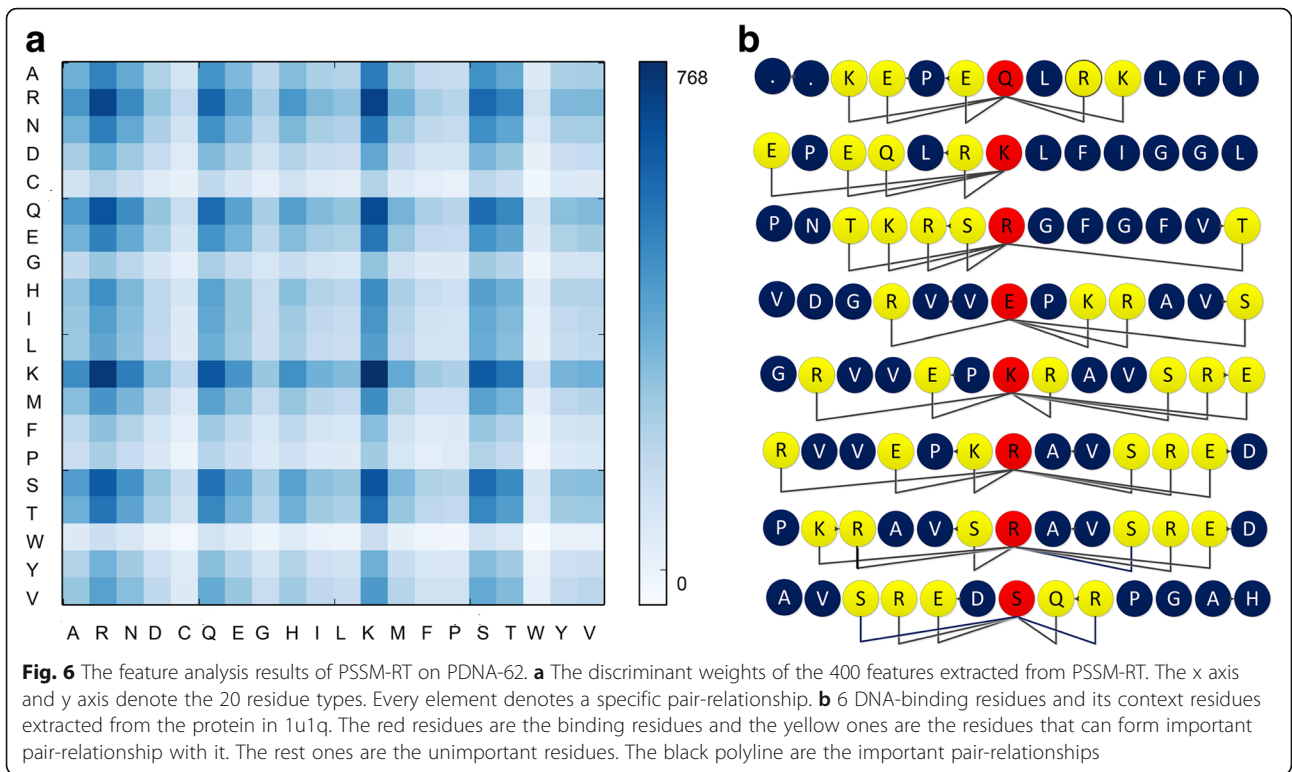 a
b
A
R
N
D
C
Q
E
G
H
I
L
K
M
F
P
S
T
W
Y
V
A R N D C Q E G H I L K M F P S T W Y V
768
0
. . K E P E Q L R K L F I
E P E Q L R K L F I G G L
P N T K R S R G F G F V T
V D G R V V E P K R A V S
G R V V E P K R A V S R E
R V V E P K R A V S R E D
P K R A V S R A V S R E D
A V S R E D S Q R P G A H
Fig. 6 The feature analysis results of PSSM-RT on PDNA-62. a The discriminant weights of the 400 features extracted from PSSM-RT. The x axis
and y axis denote the 20 residue types. Every element denotes a specific pair-relationship. b 6 DNA-binding residues and its context residues
extracted from the protein in 1u1q. The red residues are the binding residues and the yellow ones are the residues that can form important
pair-relationship with it. The rest ones are the unimportant residues. The black polyline are the important pair-relationships